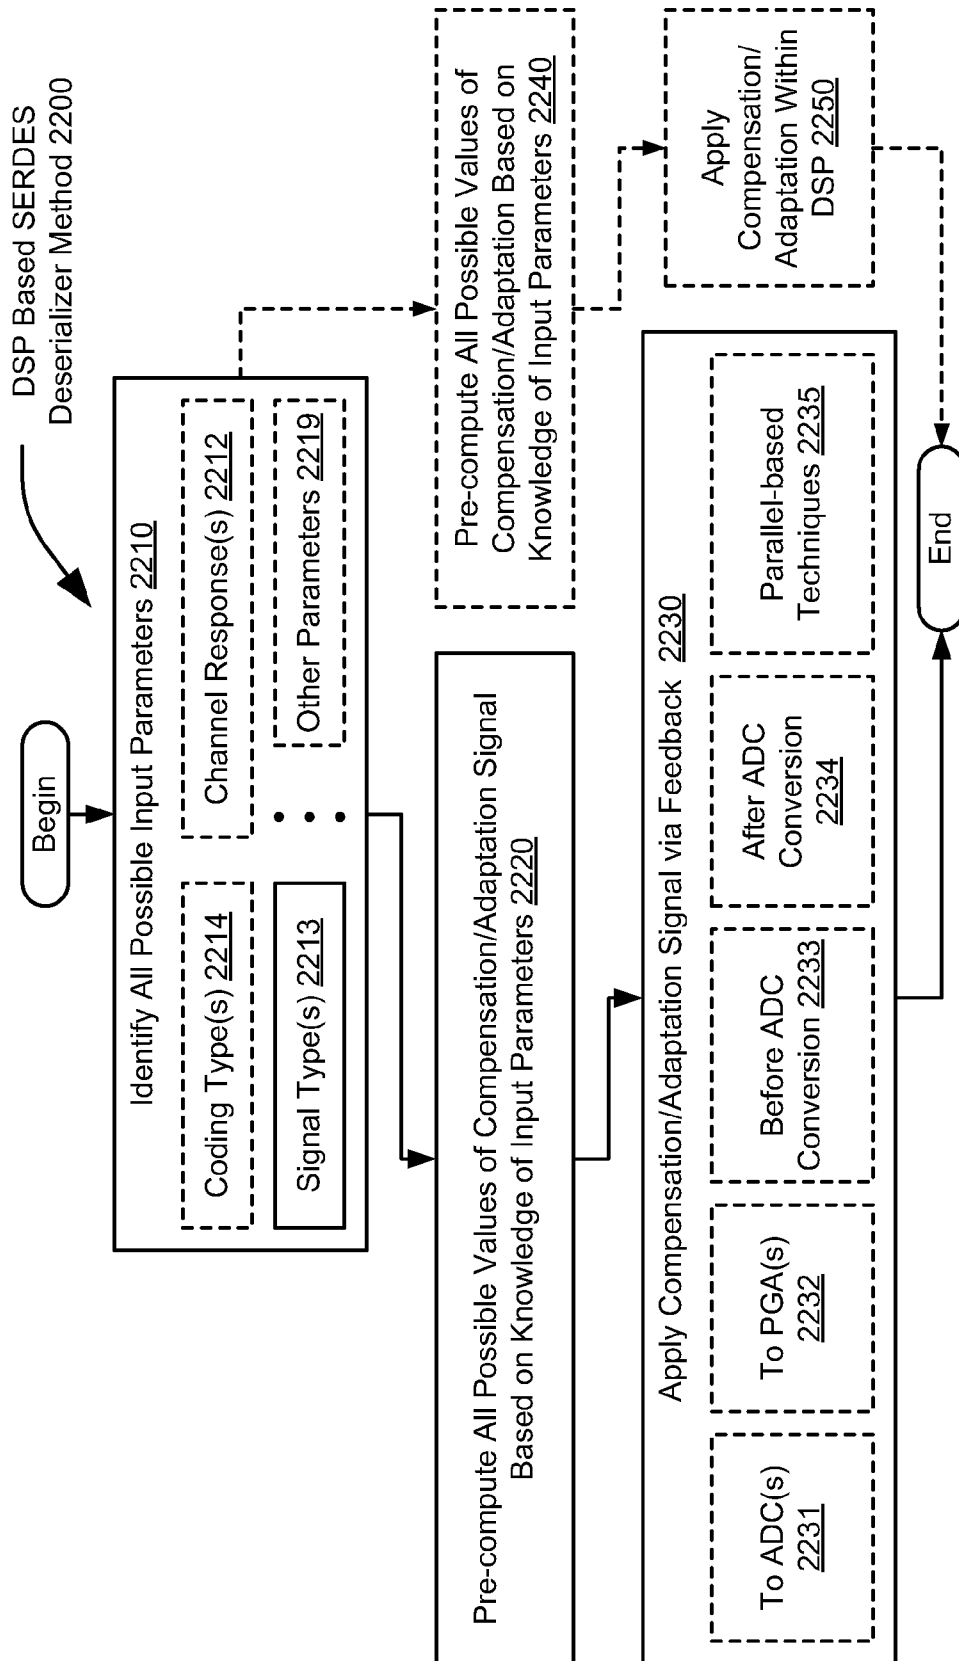 DSP Based SERDES
Deserializer Method 2200
Begin
Identify All Possible Input Parameters 2210
Coding Type(s) 2214
Channel Response(s) 2212
Signal Type(s) 2213
• • •
Other Parameters 2219
Pre-compute All Possible Values of Compensation/Adaptation Signal
Based on Knowledge of Input Parameters 2220
Pre-compute All Possible Values of
Compensation/Adaptation Based on
Knowledge of Input Parameters 2240
Apply Compensation/Adaptation Signal via Feedback 2230
To ADC(s)
2231
To PGA(s)
2232
Before ADC
Conversion 2233
After ADC
Conversion
2234
Parallel-based
Techniques 2235
Apply
Compensation/
Adaptation Within
DSP 2250
End